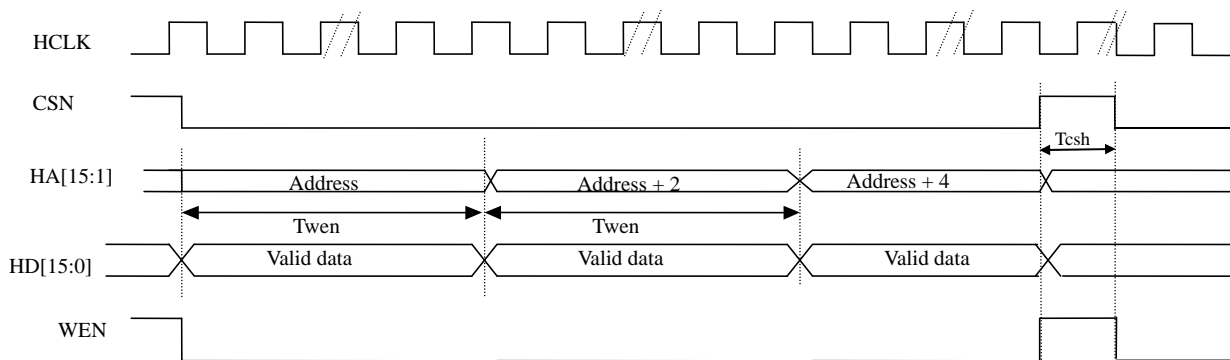 HCLK
CSN
Tcsh
HA[15:1]
Address
Address + 2
Address + 4
Twen
Twen
HD[15:0]
Valid data
Valid data
Valid data
WEN